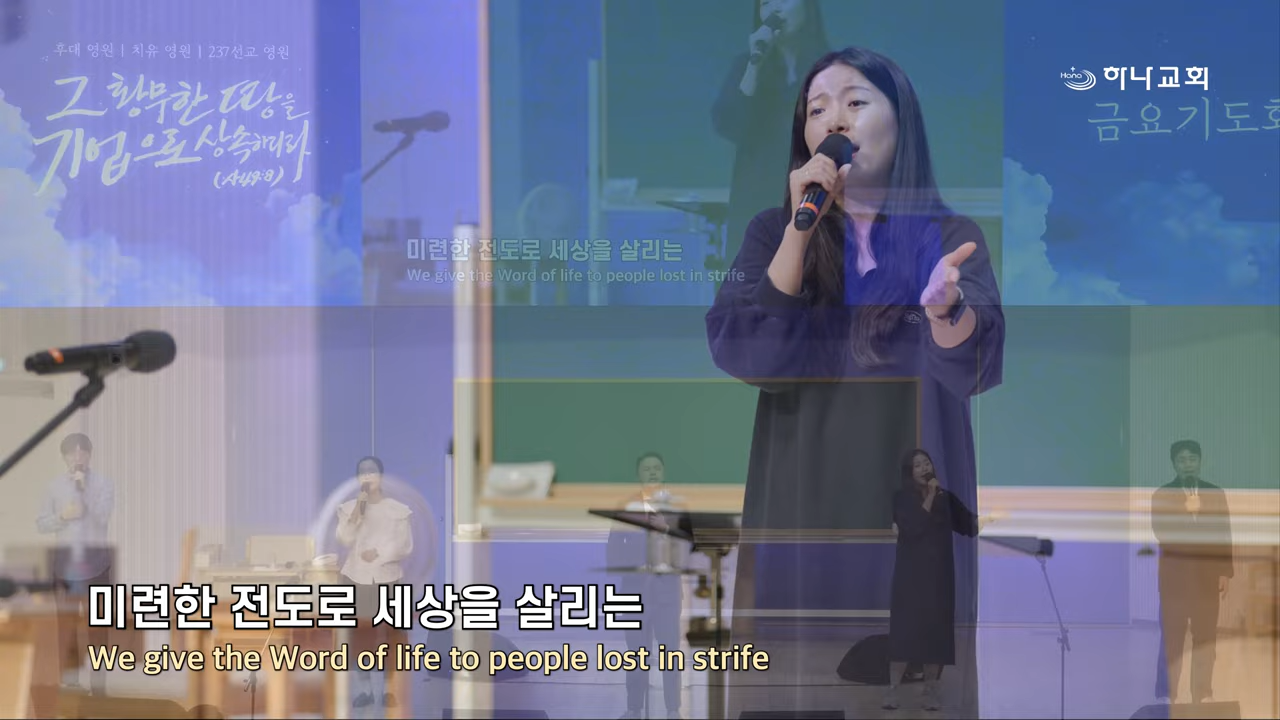 후대 영원 | 치유 영원 | 237선교 영원
그 황무한 땅을
기업으로 상속하리라
(사49:8)
Hana 하나교회
금요기도회
미련한 전도로 세상을 살리는
We give the Word of life to people lost in strife
미련한 전도로 세상을 살리는
We give the Word of life to people lost in strife